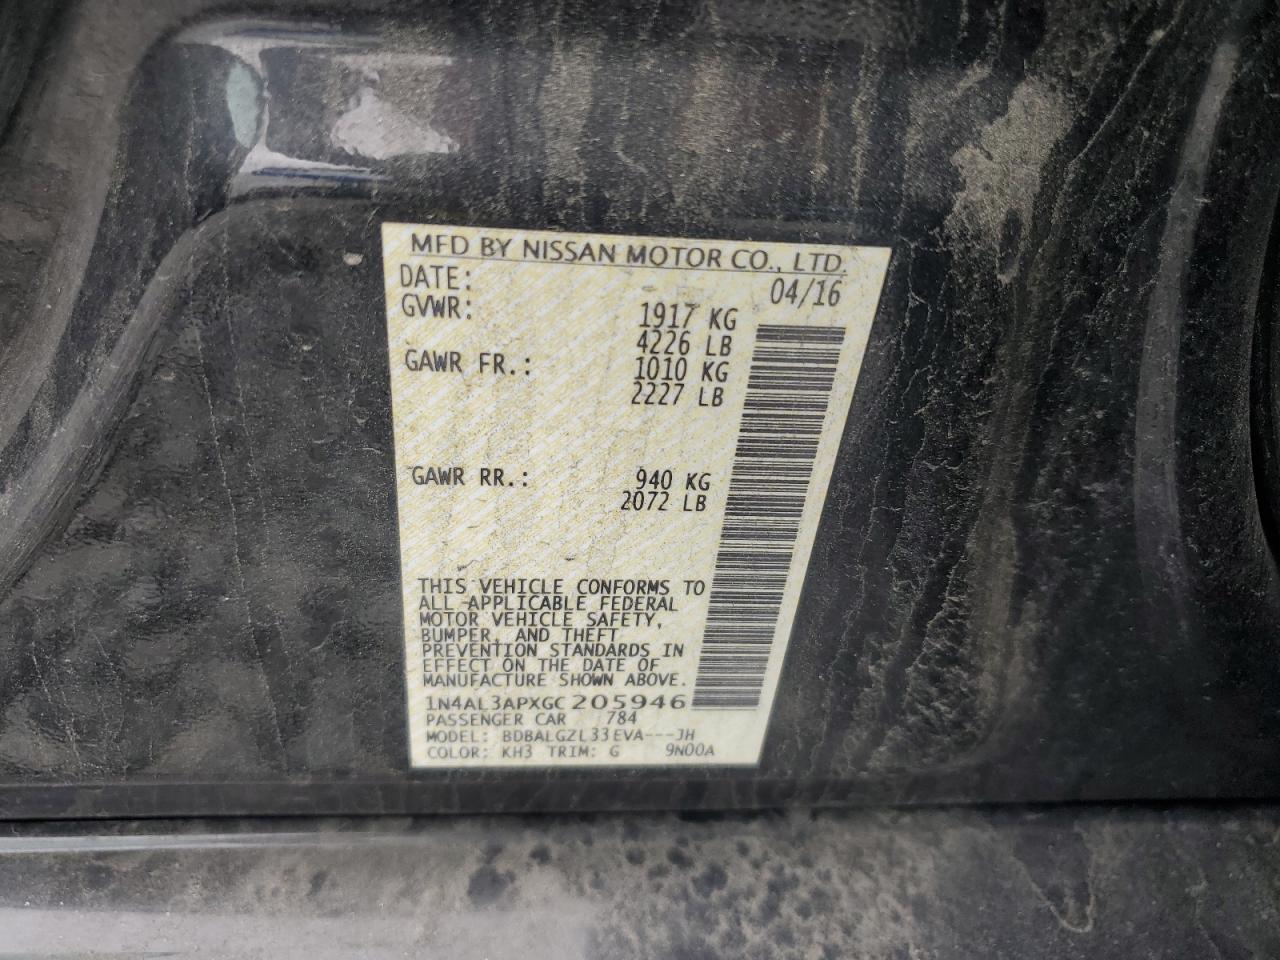 MFD BY NISSAN MOTOR CO., LTD.
DATE: 04/16
GVWR: 1917 KG
4226 LB
GAWR FR.: 1010 KG
2227 LB
GAWR RR.: 940 KG
2072 LB
THIS VEHICLE CONFORMS TO
ALL APPLICABLE FEDERAL
MOTOR VEHICLE SAFETY,
BUMPER, AND THEFT
PREVENTION STANDARDS IN
EFFECT ON THE DATE OF
MANUFACTURE SHOWN ABOVE.
1N4AL3APXGC205946
PASSENGER CAR 784
MODEL: BDBALGZL33EVA---JH
COLOR: KH3 TRIM: G 9N00A